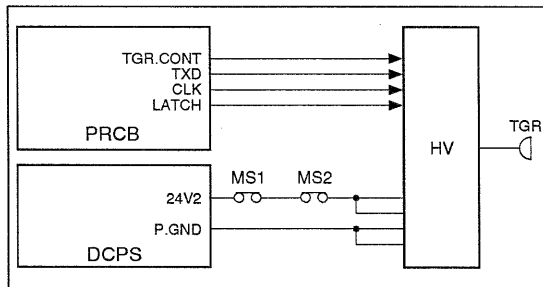 TGR.CONT
TXD
CLK
LATCH
PRCB
HV
TGR
MS1 MS2
24V2
P.GND
DCPS